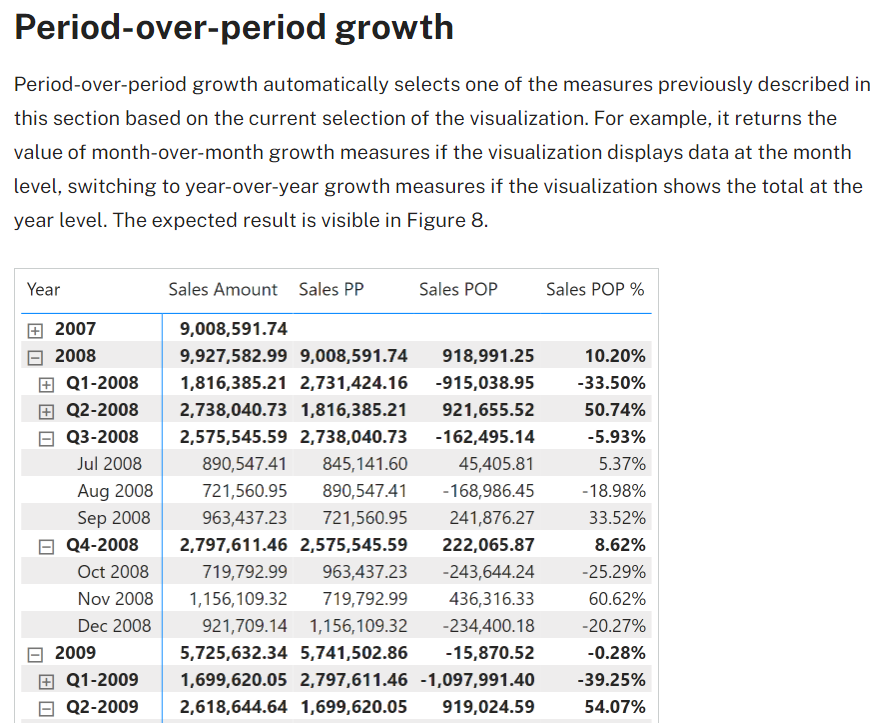 Period-over-period growth
Period-over-period growth automatically selects one of the measures previously described in
this section based on the current selection of the visualization. For example, it returns the
value of month-over-month growth measures if the visualization displays data at the month
level, switching to year-over-year growth measures if the visualization shows the total at the
year level. The expected result is visible in Figure 8.
Year Sales Amount Sales PP Sales POP Sales POP %
2007 9,008,591.74
2008 9,927,582.99 9,008,591.74 918,991.25 10.20%
Q1-2008 1,816,385.21 2,731,424.16 -915,038.95 -33.50%
Q2-2008 2,738,040.73 1,816,385.21 921,655.52 50.74%
Q3-2008 2,575,545.59 2,738,040.73 -162,495.14 -5.93%
Jul 2008 890,547.41 845,141.60 45,405.81 5.37%
Aug 2008 721,560.95 890,547.41 -168,986.45 -18.98%
Sep 2008 963,437.23 721,560.95 241,876.27 33.52%
Q4-2008 2,797,611.46 2,575,545.59 222,065.87 8.62%
Oct 2008 719,792.99 963,437.23 -243,644.24 -25.29%
Nov 2008 1,156,109.32 719,792.99 436,316.33 60.62%
Dec 2008 921,709.14 1,156,109.32 -234,400.18 -20.27%
2009 5,725,632.34 5,741,502.86 -15,870.52 -0.28%
Q1-2009 1,699,620.05 2,797,611.46 -1,097,991.40 -39.25%
Q2-2009 2,618,644.64 1,699,620.05 919,024.59 54.07%